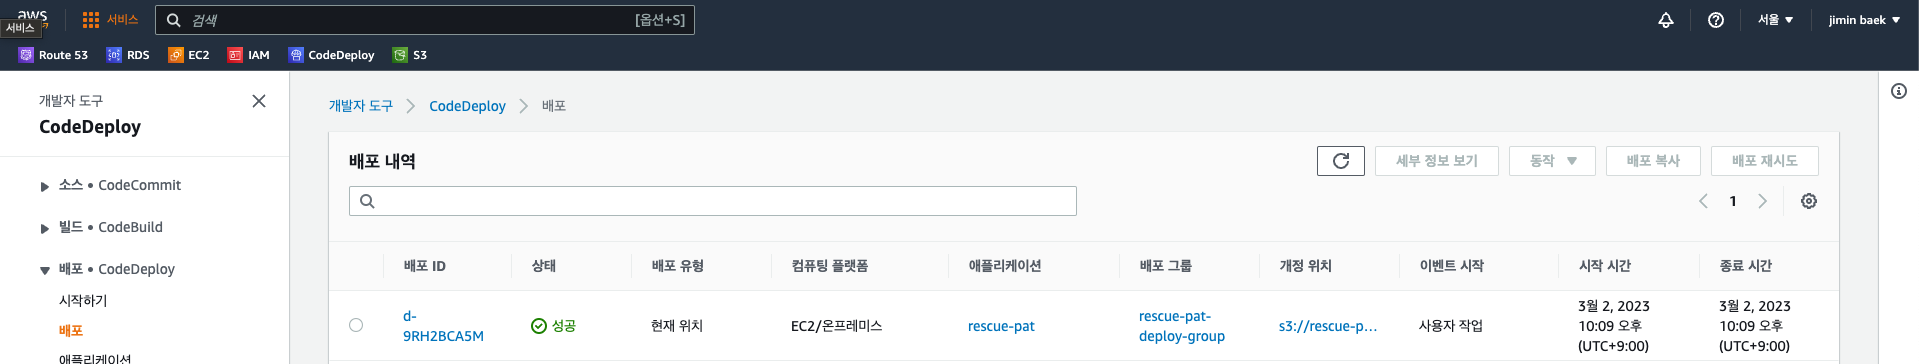 aws
서비스
서비스
검색
[옵션+S]
서울
jimin baek
Route 53
RDS
EC2
IAM
CodeDeploy
S3
개발자 도구
CodeDeploy
소스 • CodeCommit
빌드 • CodeBuild
배포 • CodeDeploy
시작하기
배포
애플리케이션
개발자 도구
CodeDeploy
배포
배포 내역
세부 정보 보기
동작
배포 복사
배포 재시도
1
배포 ID
상태
배포 유형
컴퓨팅 플랫폼
애플리케이션
배포 그룹
개정 위치
이벤트 시작
시작 시간
종료 시간
d-
9RH2BCA5M
성공
현재 위치
EC2/온프레미스
rescue-pat
rescue-pat-
deploy-group
s3://rescue-p...
사용자 작업
3월 2, 2023
10:09 오후
(UTC+9:00)
3월 2, 2023
10:09 오후
(UTC+9:00)